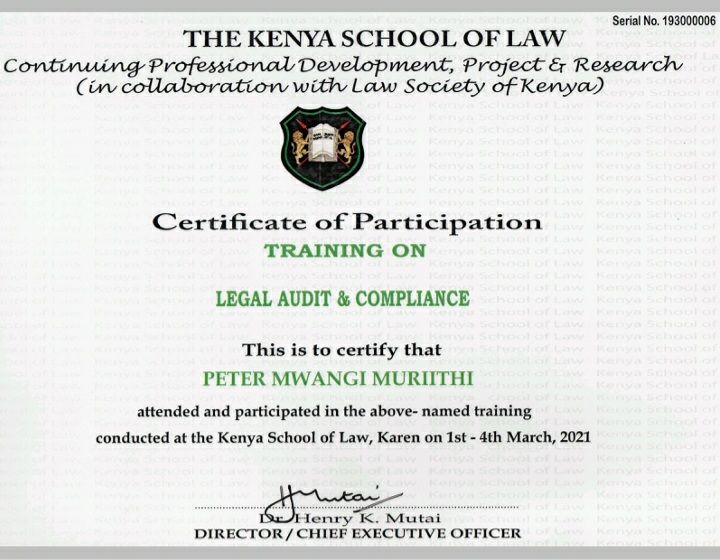 Serial No. 193000006
THE KENYA SCHOOL OF LAW
Continuing Professional Development, Project & Research
(in collaboration with Law Society of Kenya)
Certificate of Participation
TRAINING ON
LEGAL AUDIT & COMPLIANCE
This is to certify that
PETER MWANGI MURIITHI
attended and participated in the above- named training
conducted at the Kenya School of Law, Karen on 1st - 4th March, 2021
HMutai
Dr. Henry K. Mutai
DIRECTOR / CHIEF EXECUTIVE OFFICER